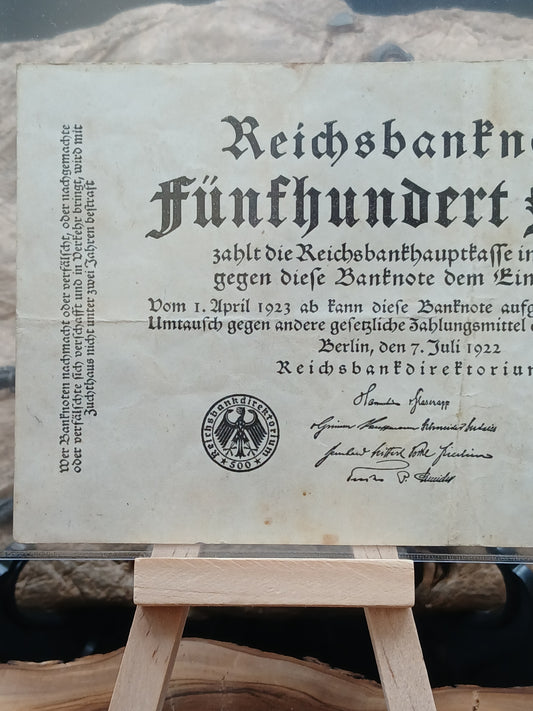 Wer Banknoten nachmacht oder verfälscht, oder nachgemachte
oder verfälschte sich verschafft und in Verkehr bringt, wird mit
Zuchthaus nicht unter zwei Jahren bestraft
Reichsbankno
Fünfhundert
zahlt die Reichsbankhauptkasse in
gegen diese Banknote dem Ein
Vom 1. April 1923 ab kann diese Banknote aufg
Umtausch gegen andere gesetzliche Zahlungsmittel
Berlin, den 7. Juli 1922
Reichsbankdirektorium
Reichsbankdirektorium
500